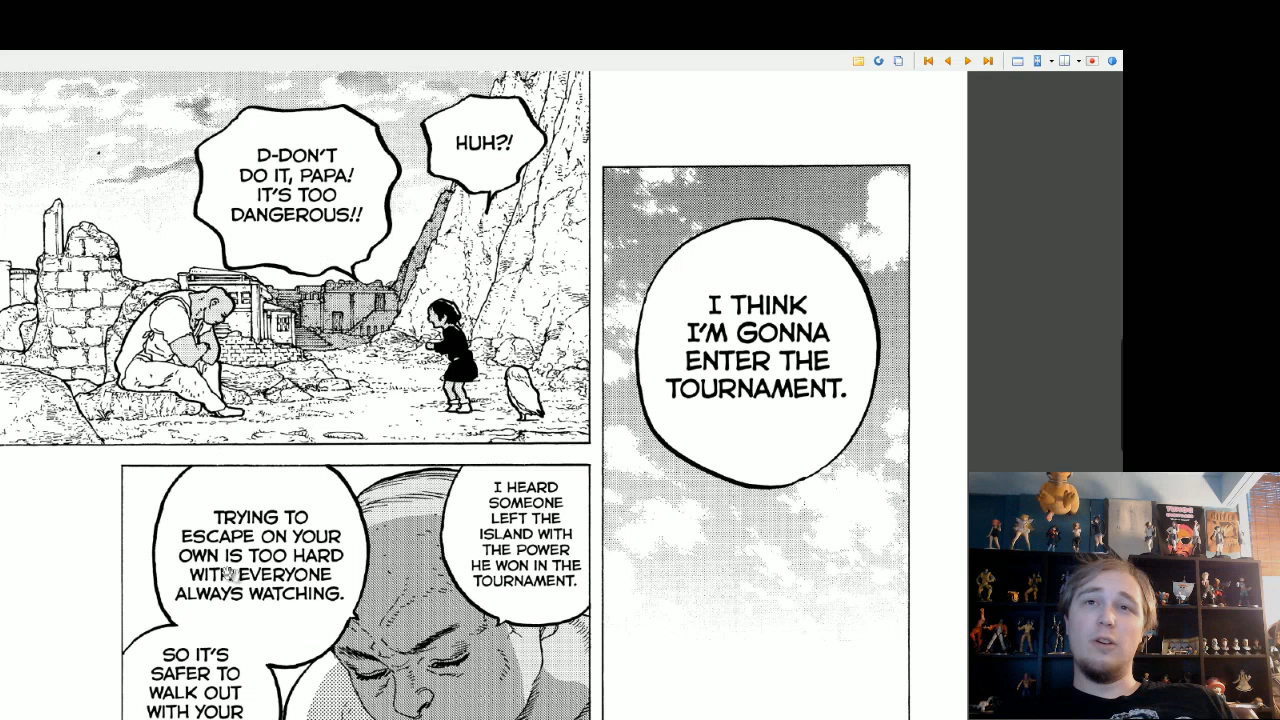 I THINK
I'M GONNA
ENTER THE
TOURNAMENT.
HUH?!
D-DON'T
DO IT, PAPA!
IT'S TOO
DANGEROUS!!
I HEARD
SOMEONE
LEFT THE
ISLAND WITH
THE POWER
HE WON IN THE
TOURNAMENT.
TRYING TO
ESCAPE ON YOUR
OWN IS TOO HARD
WITH EVERYONE
ALWAYS WATCHING.
SO IT'S
SAFER TO
WALK OUT
WITH YOUR